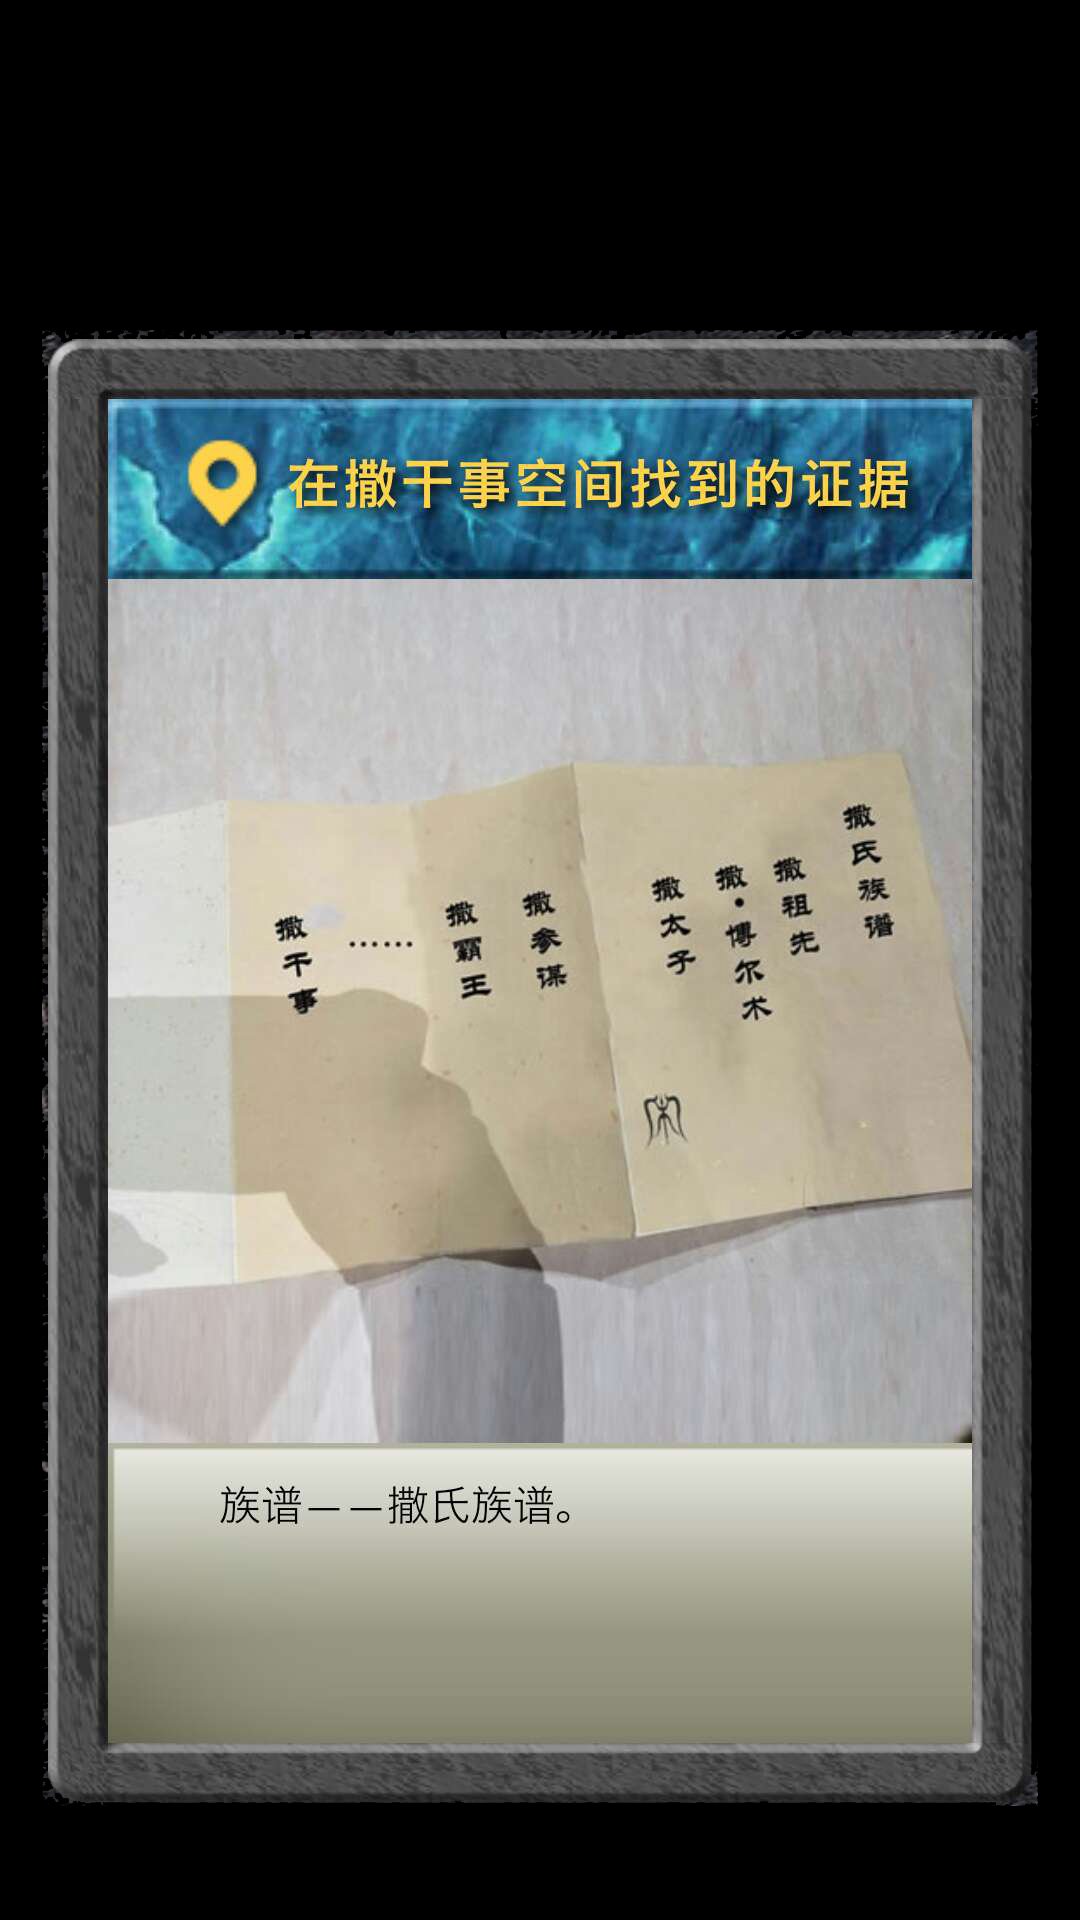 在撒干事空间找到的证据
撒氏族谱
撒祖先
撒·博尔术
撒太子
撒参谋
撒霸王
……
撒干事
族谱——撒氏族谱。